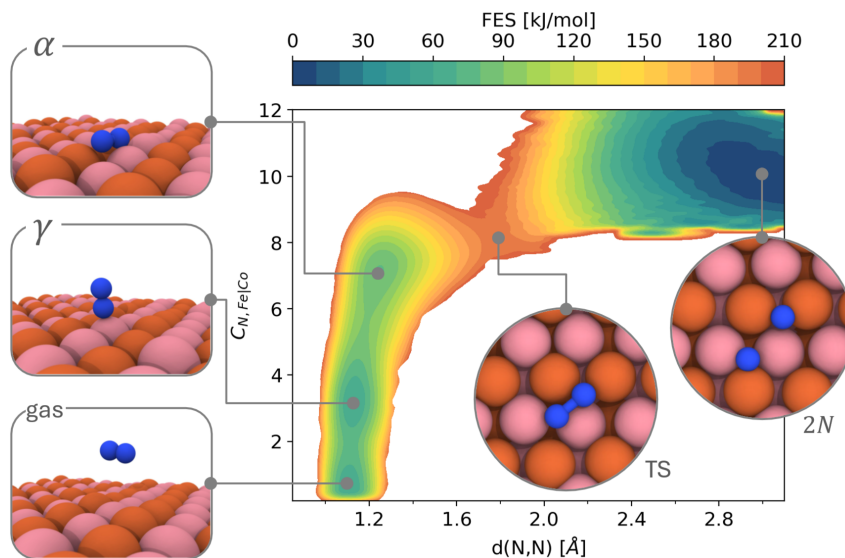 FES [kJ/mol]
0 30 60 90 120 150 180 210
α
γ
gas
12
10
8
6
4
2
C_{N,Fe|Co}
1.2 1.6 2.0 2.4 2.8
d(N,N) [Å]
TS
2N